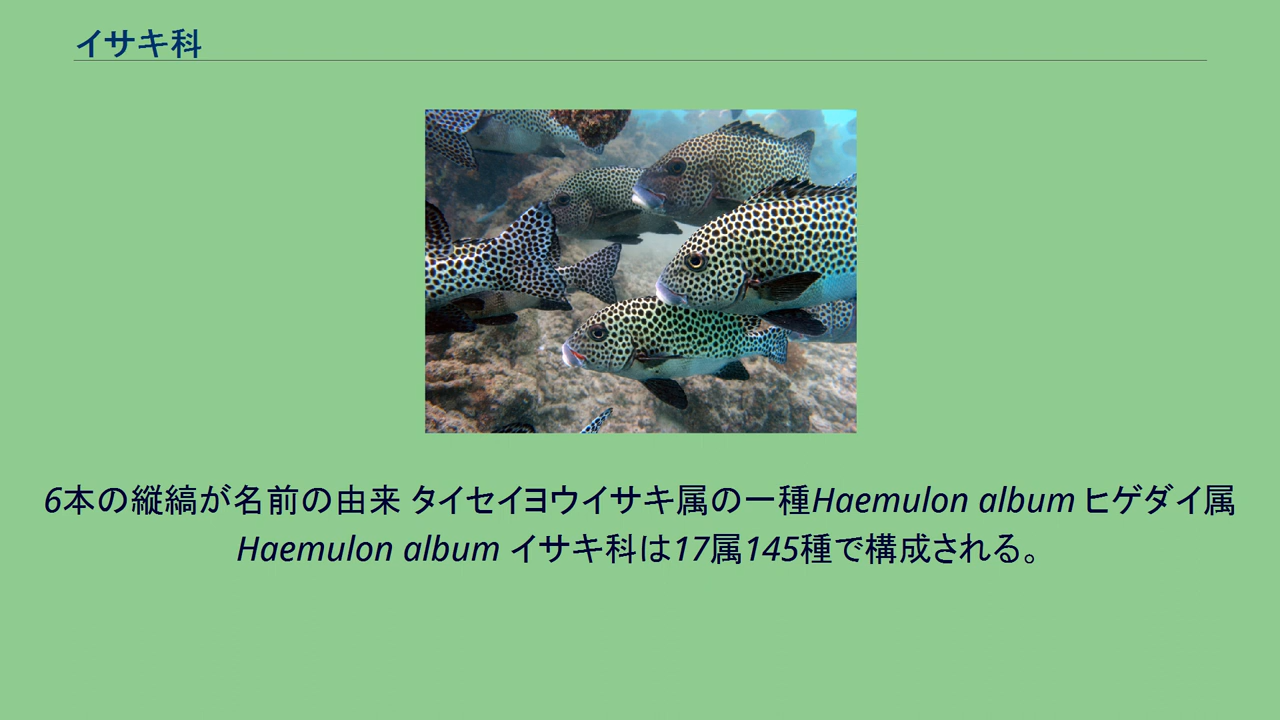 イサキ科
6本の縦縞が名前の由来 タイセイヨウイサキ属の一種Haemulon album ヒゲダイ属
Haemulon album イサキ科は17属145種で構成される。